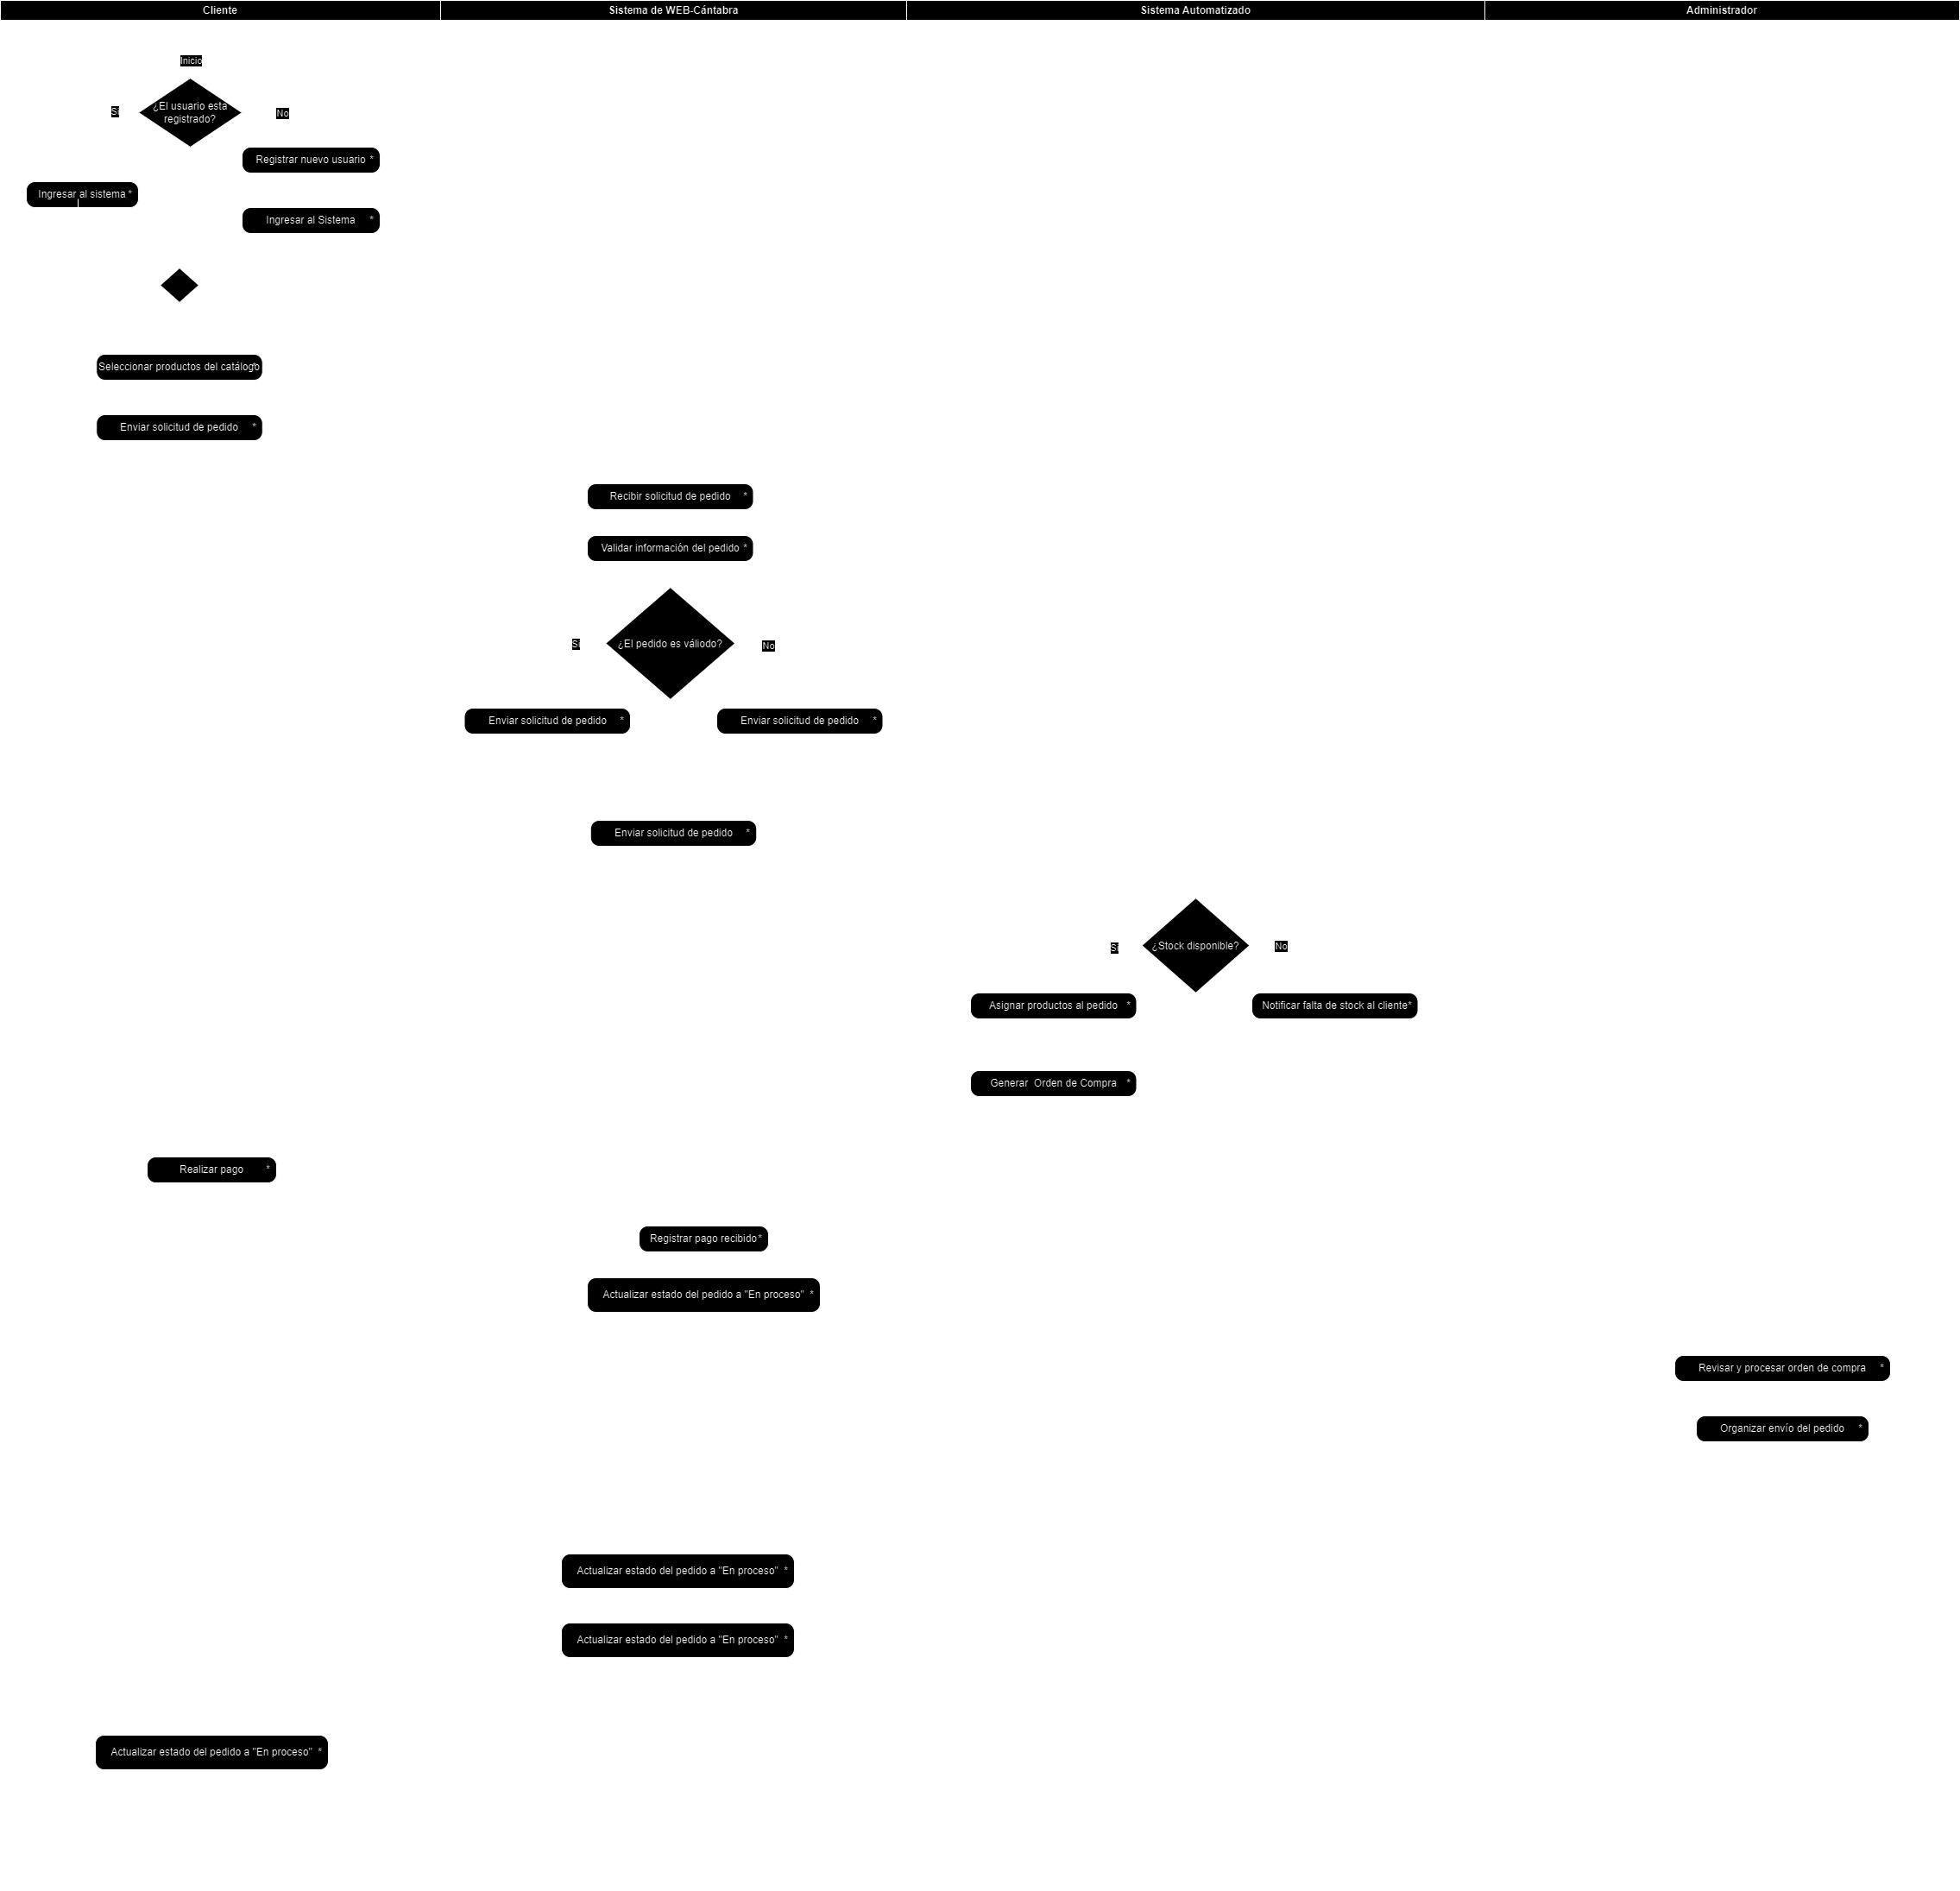 Cliente
Sistema de WEB-Cántabra
Sistema Automatizado
Administrador
Inicio
¿El usuario esta
registrado?
Sí
No
Registrar nuevo usuario *
Ingresar al sistema *
Ingresar al Sistema *
Seleccionar productos del catálogo *
Enviar solicitud de pedido *
Recibir solicitud de pedido *
Validar información del pedido *
¿El pedido es váliodo?
Sí
No
Enviar solicitud de pedido *
Enviar solicitud de pedido *
Enviar solicitud de pedido *
¿Stock disponible?
Sí
No
Asignar productos al pedido *
Notificar falta de stock al cliente *
Generar  Orden de Compra *
Realizar pago *
Registrar pago recibido *
Actualizar estado del pedido a "En proceso" *
Revisar y procesar orden de compra *
Organizar envío del pedido *
Actualizar estado del pedido a "En proceso" *
Actualizar estado del pedido a "En proceso" *
Actualizar estado del pedido a "En proceso" *